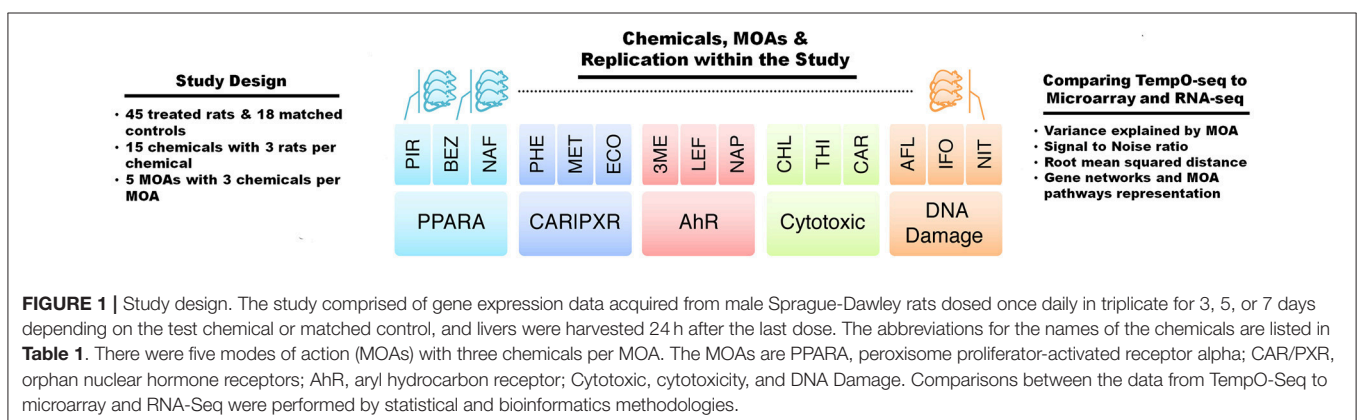 Chemicals, MOAs &
Replication within the Study
Study Design
• 45 treated rats & 18 matched
controls
• 15 chemicals with 3 rats per
chemical
• 5 MOAs with 3 chemicals per
MOA
PIR
BEZ
NAF
PHE
MET
ECO
3ME
LEF
NAP
CHL
THI
CAR
AFL
IFO
NIT
PPARA
CARIPXR
AhR
Cytotoxic
DNA
Damage
Comparing TempO-seq to
Microarray and RNA-seq
• Variance explained by MOA
• Signal to Noise ratio
• Root mean squared distance
• Gene networks and MOA
pathways representation
FIGURE 1 | Study design. The study comprised of gene expression data acquired from male Sprague-Dawley rats dosed once daily in triplicate for 3, 5, or 7 days
depending on the test chemical or matched control, and livers were harvested 24 h after the last dose. The abbreviations for the names of the chemicals are listed in
Table 1. There were five modes of action (MOAs) with three chemicals per MOA. The MOAs are PPARA, peroxisome proliferator-activated receptor alpha; CAR/PXR,
orphan nuclear hormone receptors; AhR, aryl hydrocarbon receptor; Cytotoxic, cytotoxicity, and DNA Damage. Comparisons between the data from TempO-Seq to
microarray and RNA-Seq were performed by statistical and bioinformatics methodologies.